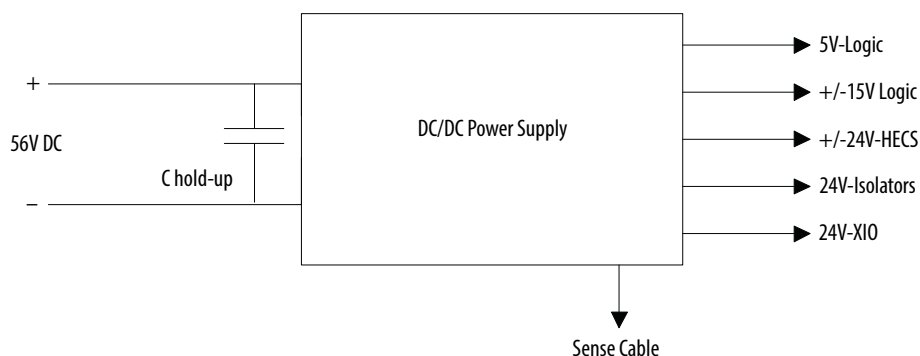 5V-Logic
+
+/-15V Logic
DC/DC Power Supply
+/-24V-HECS
56V DC
C hold-up
24V-Isolators
–
24V-XIO
Sense Cable